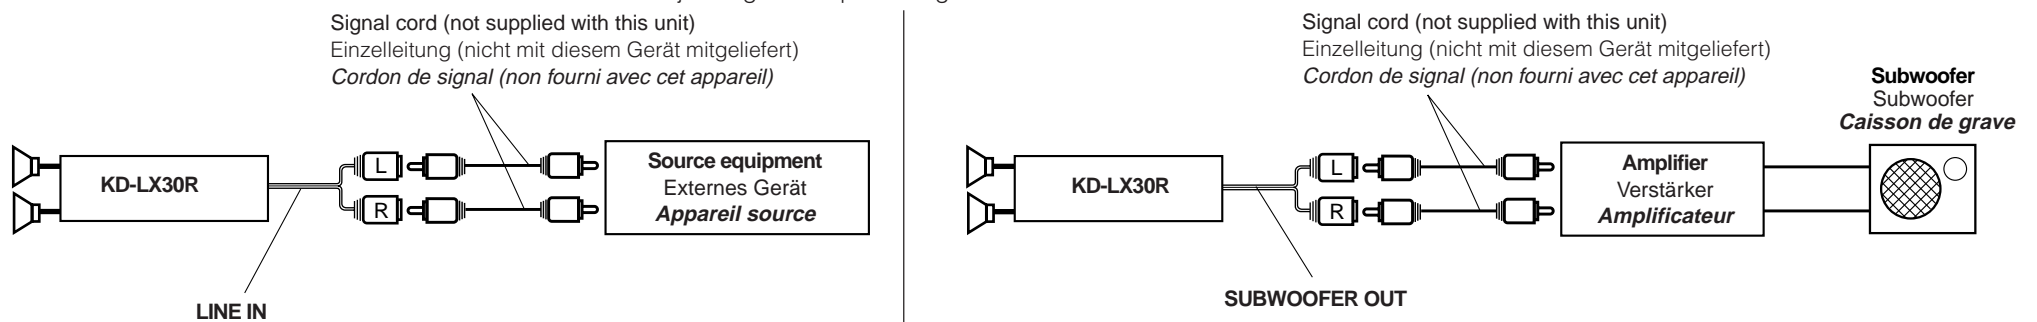 Signal cord (not supplied with this unit)
Einzelleitung (nicht mit diesem Gerät mitgeliefert)
Cordon de signal (non fourni avec cet appareil)
KD-LX30R
L
R
Source equipment
Externes Gerät
Appareil source
LINE IN
Signal cord (not supplied with this unit)
Einzelleitung (nicht mit diesem Gerät mitgeliefert)
Cordon de signal (non fourni avec cet appareil)
Subwoofer
Subwoofer
Caisson de grave
KD-LX30R
L
R
Amplifier
Verstärker
Amplificateur
SUBWOOFER OUT